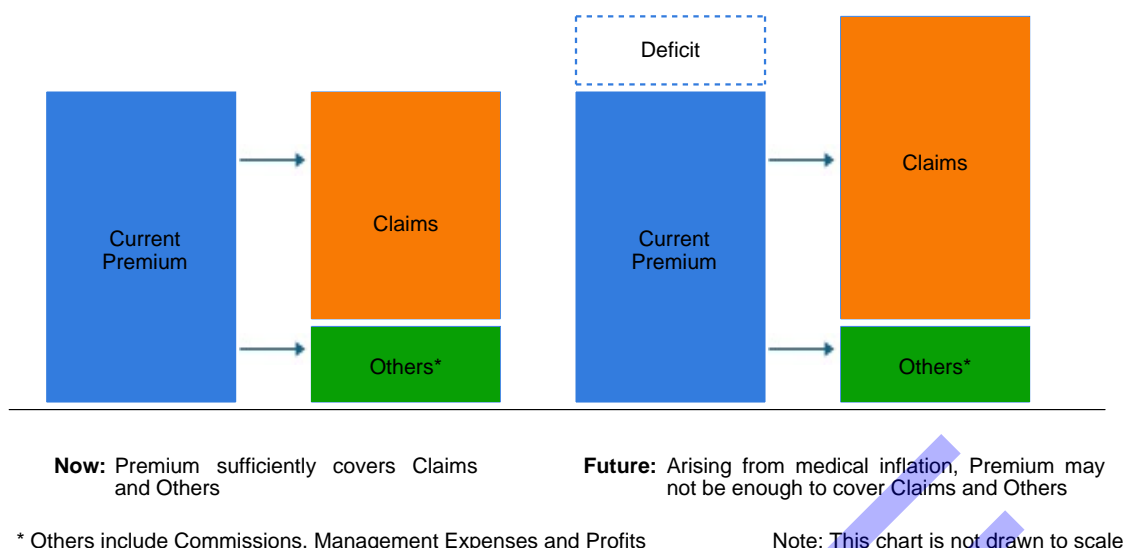 Deficit
Current
Premium
Claims
Others*
Current
Premium
Claims
Others*
Now: Premium sufficiently covers Claims
and Others
Future: Arising from medical inflation, Premium may
not be enough to cover Claims and Others
* Others include Commissions, Management Expenses and Profits
Note: This chart is not drawn to scale